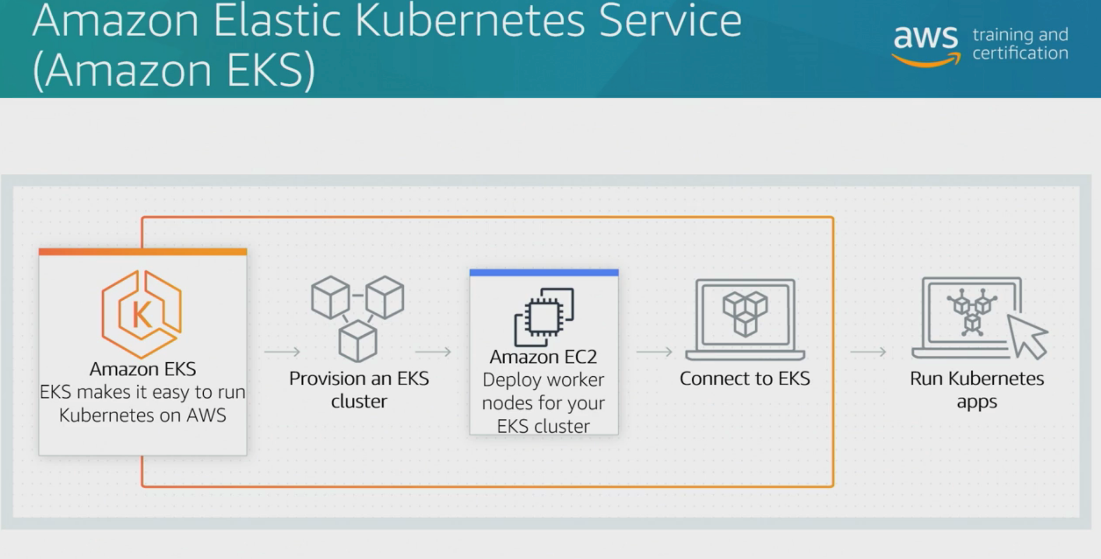 Amazon Elastic Kubernetes Service
(Amazon EKS)
aws training and
certification
K
Amazon EKS
EKS makes it easy to run
Kubernetes on AWS
Provision an EKS
cluster
Amazon EC2
Deploy worker
nodes for your
EKS cluster
Connect to EKS
Run Kubernetes
apps